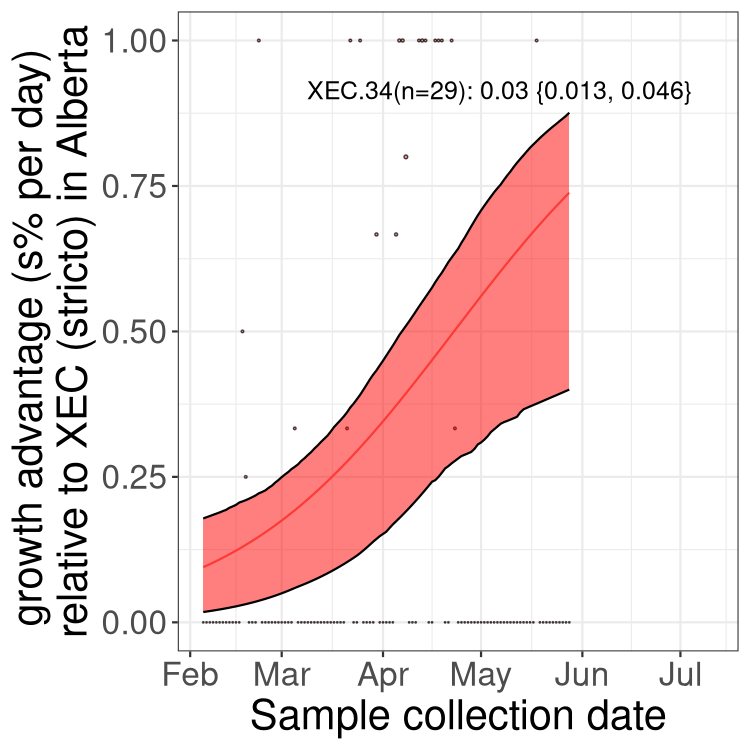 growth advantage (s% per day)
relative to XEC (stricto) in Alberta
1.00
0.75
0.50
0.25
0.00
XEC.34(n=29): 0.03 {0.013, 0.046}
Feb Mar Apr May Jun Jul
Sample collection date